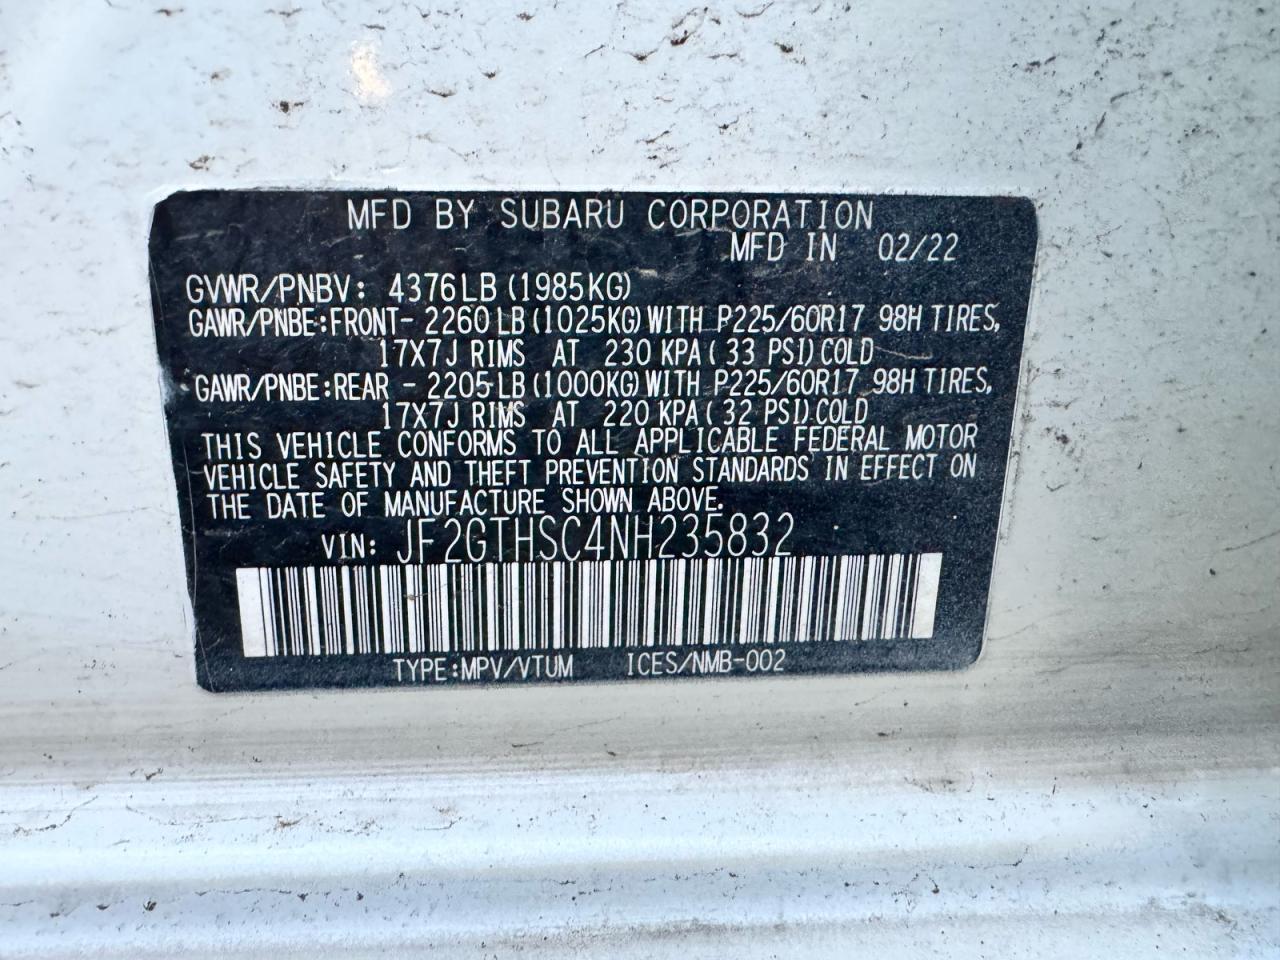 MFD BY SUBARU CORPORATION
MFD IN 02/22
GVWR/PNBV: 4376LB (1985KG)
GAWR/PNBE:FRONT- 2260 LB (1025KG) WITH P225/60R17 98H TIRES,
17X7J RIMS AT 230 KPA ( 33 PSI) COLD
GAWR/PNBE:REAR - 2205 LB (1000KG) WITH P225/60R17 98H TIRES,
17X7J RIMS AT 220 KPA ( 32 PSI) COLD
THIS VEHICLE CONFORMS TO ALL APPLICABLE FEDERAL MOTOR
VEHICLE SAFETY AND THEFT PREVENTION STANDARDS IN EFFECT ON
THE DATE OF MANUFACTURE SHOWN ABOVE.
VIN: JF2GTHSC4NH235832
TYPE:MPV/VTUM ICES/NMB-002